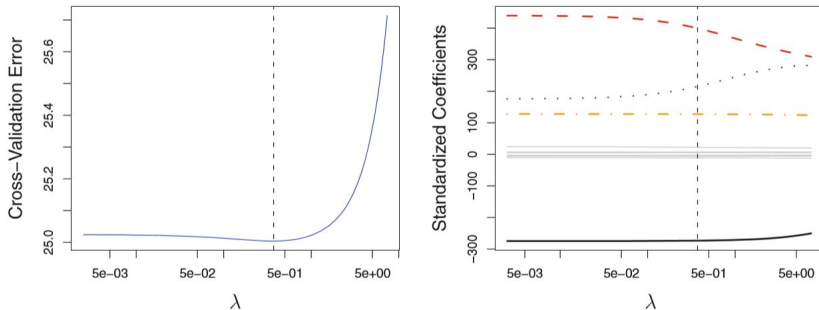 Cross−Validation Error
25.0 25.2 25.4 25.6
5e−03 5e−02 5e−01 5e+00
λ
Standardized Coefficients
−300 −100 0 100 300
5e−03 5e−02 5e−01 5e+00
λ